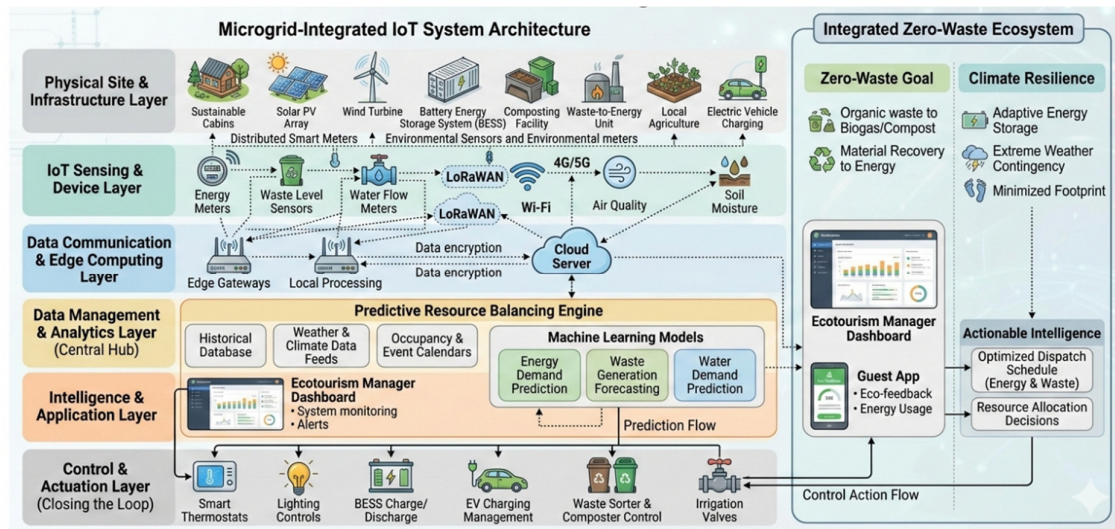 Microgrid-Integrated IoT System Architecture
Physical Site &
Infrastructure Layer
Sustainable
Cabins
Solar PV
Array
Wind Turbine
Battery Energy
Storage System (BESS)
Composting
Facility
Waste-to-Energy
Unit
Local
Agriculture
Electric Vehicle
Charging
Distributed Smart Meters
Environmental Sensors and Environmental meters
IoT Sensing &
Device Layer
Energy
Meters
Waste Level
Sensors
Water Flow
Meters
LoRaWAN
Wi-Fi
4G/5G
Air Quality
Soil
Moisture
LoRaWAN
Data Communication
& Edge Computing
Layer
Edge Gateways
Local Processing
Data encryption
Data encryption
Cloud
Server
Data Management
& Analytics Layer
(Central Hub)
Predictive Resource Balancing Engine
Historical
Database
Weather &
Climate Data
Feeds
Occupancy &
Event Calendars
Machine Learning Models
Energy
Demand
Prediction
Waste
Generation
Forecasting
Water
Demand
Prediction
Intelligence &
Application Layer
Ecotourism Manager
Dashboard
• System monitoring
• Alerts
Prediction Flow
Control &
Actuation Layer
(Closing the Loop)
Smart
Thermostats
Lighting
Controls
BESS Charge/
Discharge
EV Charging
Management
Waste Sorter &
Composter Control
Irrigation
Valves
Control Action Flow
Integrated Zero-Waste Ecosystem
Zero-Waste Goal
Organic waste to
Biogas/Compost
Material Recovery
to Energy
Climate Resilience
Adaptive Energy
Storage
Extreme Weather
Contingency
Minimized Footprint
Ecotourism Manager
Dashboard
Guest App
• Eco-feedback
• Energy Usage
Actionable Intelligence
Optimized Dispatch
Schedule
(Energy & Waste)
Resource Allocation
Decisions